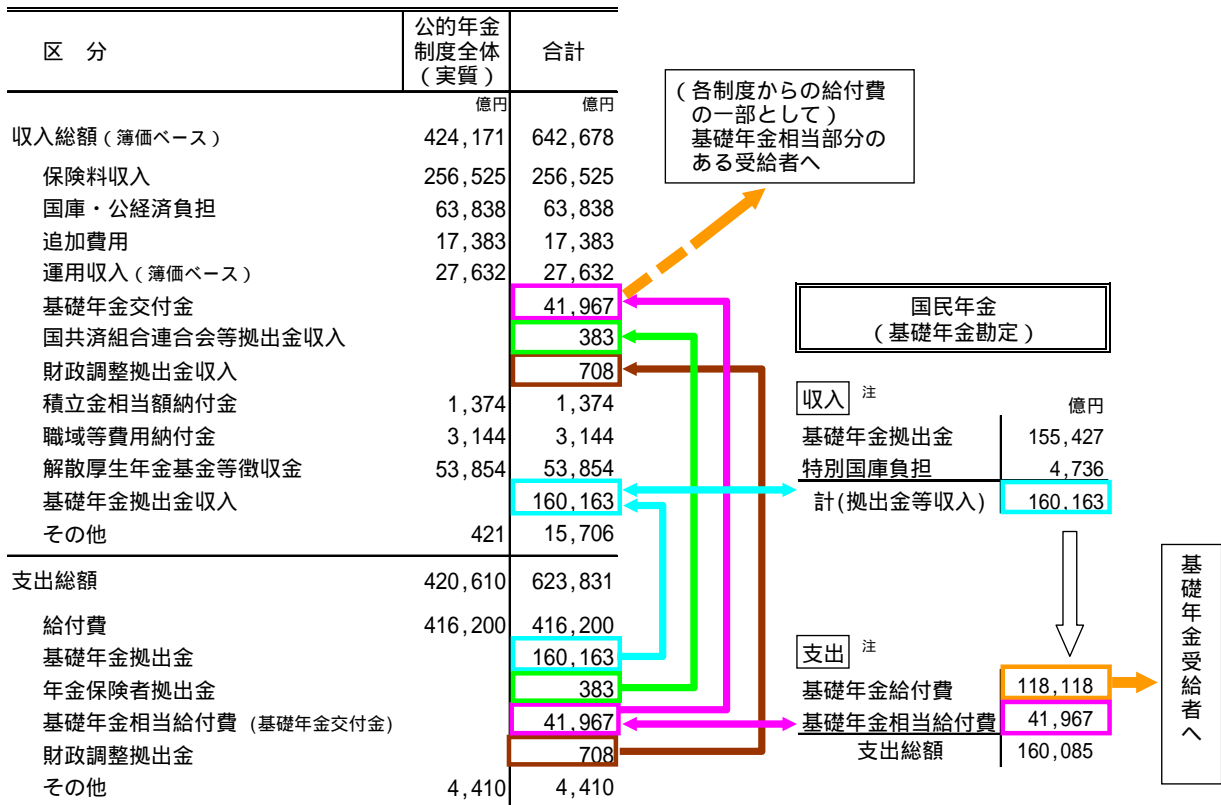 区 分 公的年金制度全体(実質) 合計
億円 億円
収入総額(簿価ベース) 424,171 642,678
保険料収入 256,525 256,525
国庫・公経済負担 63,838 63,838
追加費用 17,383 17,383
運用収入(簿価ベース) 27,632 27,632
基礎年金交付金 41,967
国共済組合連合会等拠出金収入 383
財政調整拠出金収入 708
積立金相当額納付金 1,374 1,374
職域等費用納付金 3,144 3,144
解散厚生年金基金等徴収金 53,854 53,854
基礎年金拠出金収入 160,163
その他 421 15,706
支出総額 420,610 623,831
給付費 416,200 416,200
基礎年金拠出金 160,163
年金保険者拠出金 383
基礎年金相当給付費 (基礎年金交付金) 41,967
財政調整拠出金 708
その他 4,410 4,410
(各制度からの給付費
の一部として)
基礎年金相当部分の
ある受給者へ
国民年金
(基礎年金勘定)
収入 注
億円
基礎年金拠出金 155,427
特別国庫負担 4,736
計(拠出金等収入) 160,163
支出 注
基礎年金給付費 118,118
基礎年金相当給付費 41,967
支出総額 160,085
基礎年金受給者へ